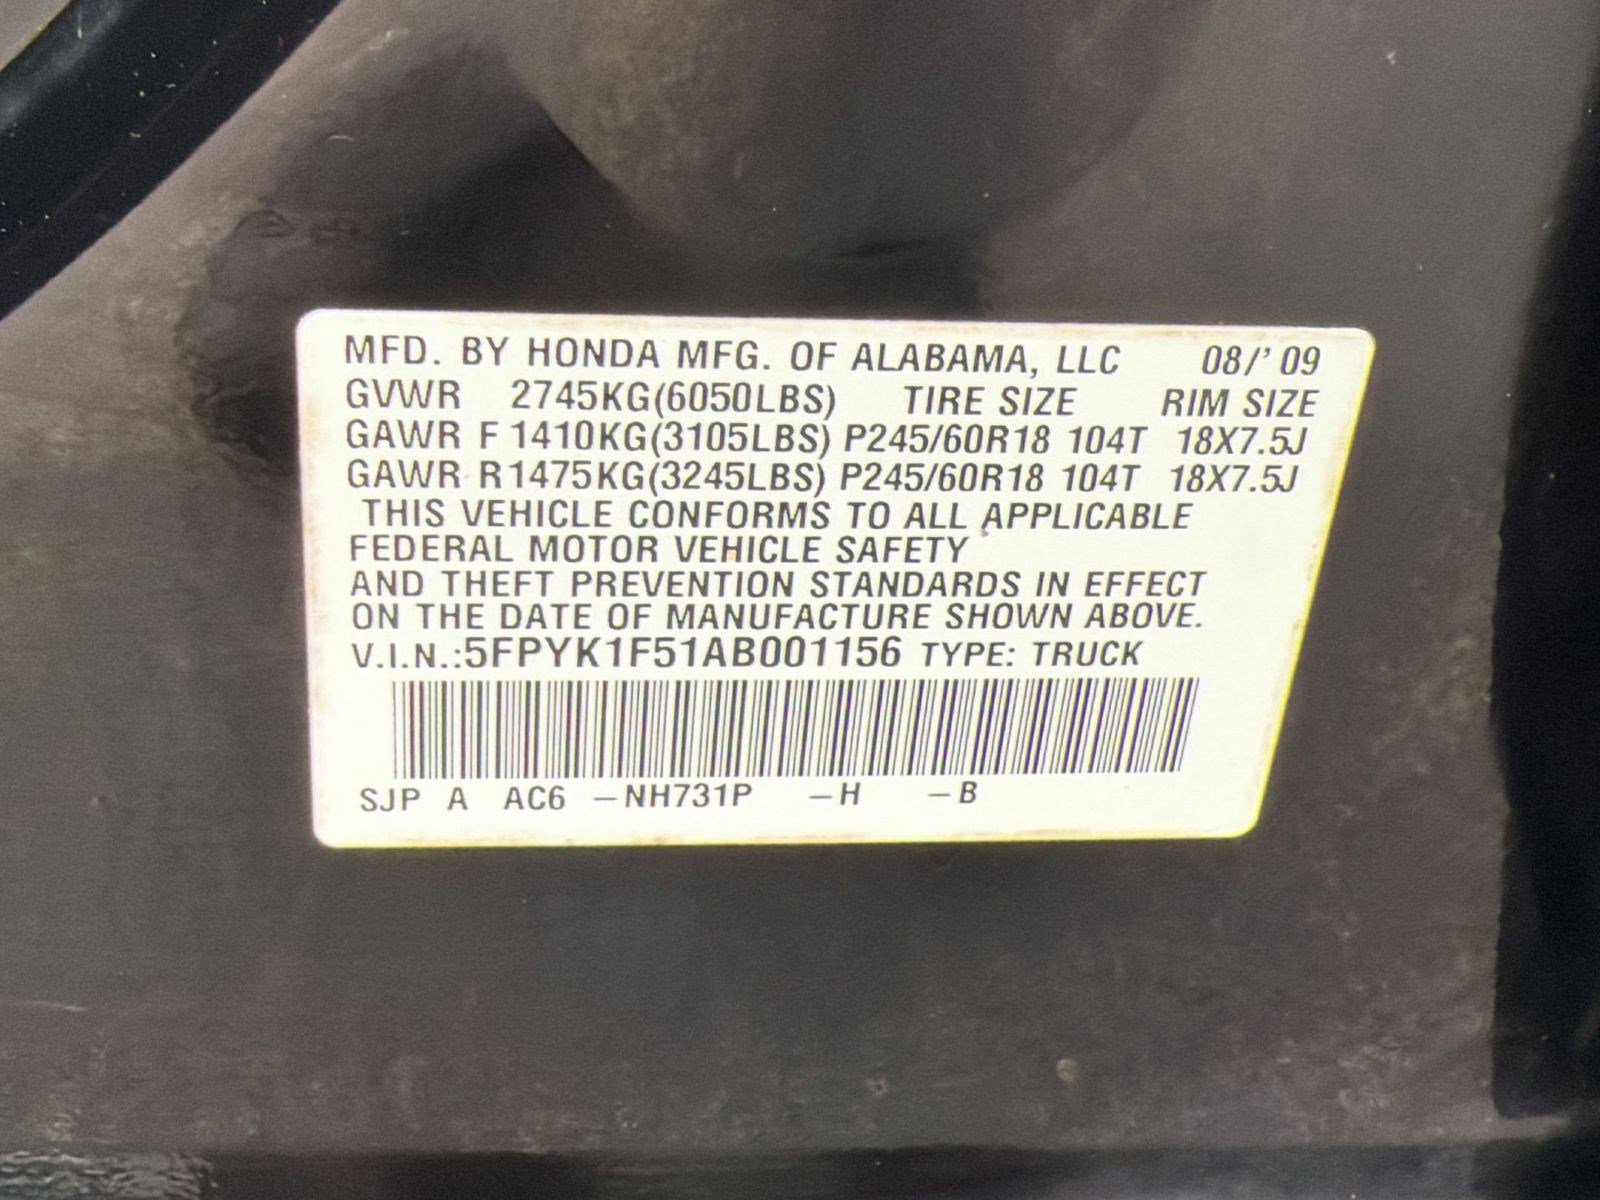 MFD. BY HONDA MFG. OF ALABAMA, LLC 08/' 09
GVWR 2745KG(6050LBS) TIRE SIZE RIM SIZE
GAWR F 1410KG(3105LBS) P245/60R18 104T 18X7.5J
GAWR R 1475KG(3245LBS) P245/60R18 104T 18X7.5J
THIS VEHICLE CONFORMS TO ALL APPLICABLE
FEDERAL MOTOR VEHICLE SAFETY
AND THEFT PREVENTION STANDARDS IN EFFECT
ON THE DATE OF MANUFACTURE SHOWN ABOVE.
V.I.N.:5FPYK1F51AB001156 TYPE: TRUCK
SJP A AC6 –NH731P –H –B